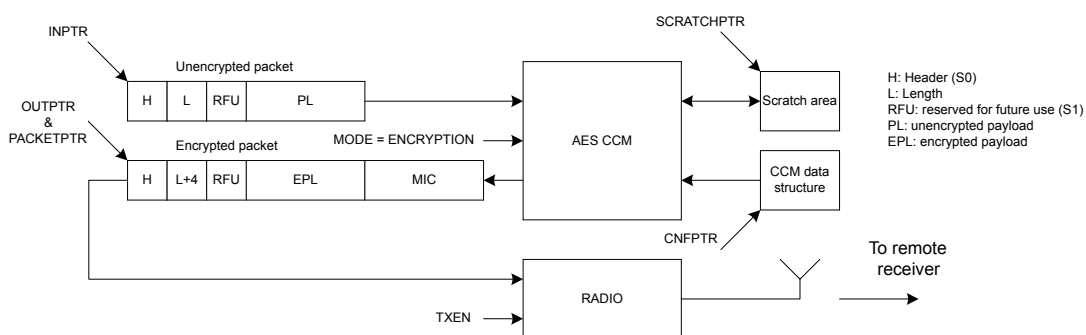 SCRATCHPTR
INPTR
Unencrypted packet
H L RFU PL
OUTPTR
&
PACKETPTR
MODE = ENCRYPTION
Encrypted packet
H L+4 RFU EPL MIC
AES CCM
Scratch area
CCM data
structure
CNFPTR
H: Header (S0)
L: Length
RFU: reserved for future use (S1)
PL: unencrypted payload
EPL: encrypted payload
To remote
receiver
RADIO
TXEN